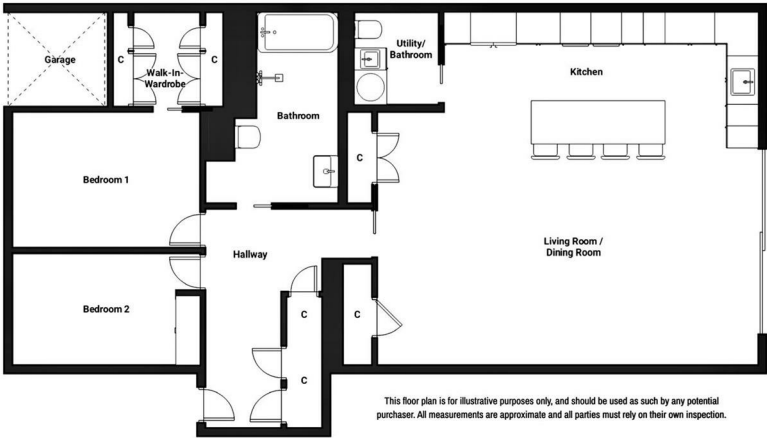 Garage
C
Walk-In-
Wardrobe
C
Bathroom
Utility/
Bathroom
Kitchen
C
Bedroom 1
Hallway
Living Room /
Dining Room
Bedroom 2
C
C
C
This floor plan is for illustrative purposes only, and should be used as such by any potential
purchaser. All measurements are approximate and all parties must rely on their own inspection.